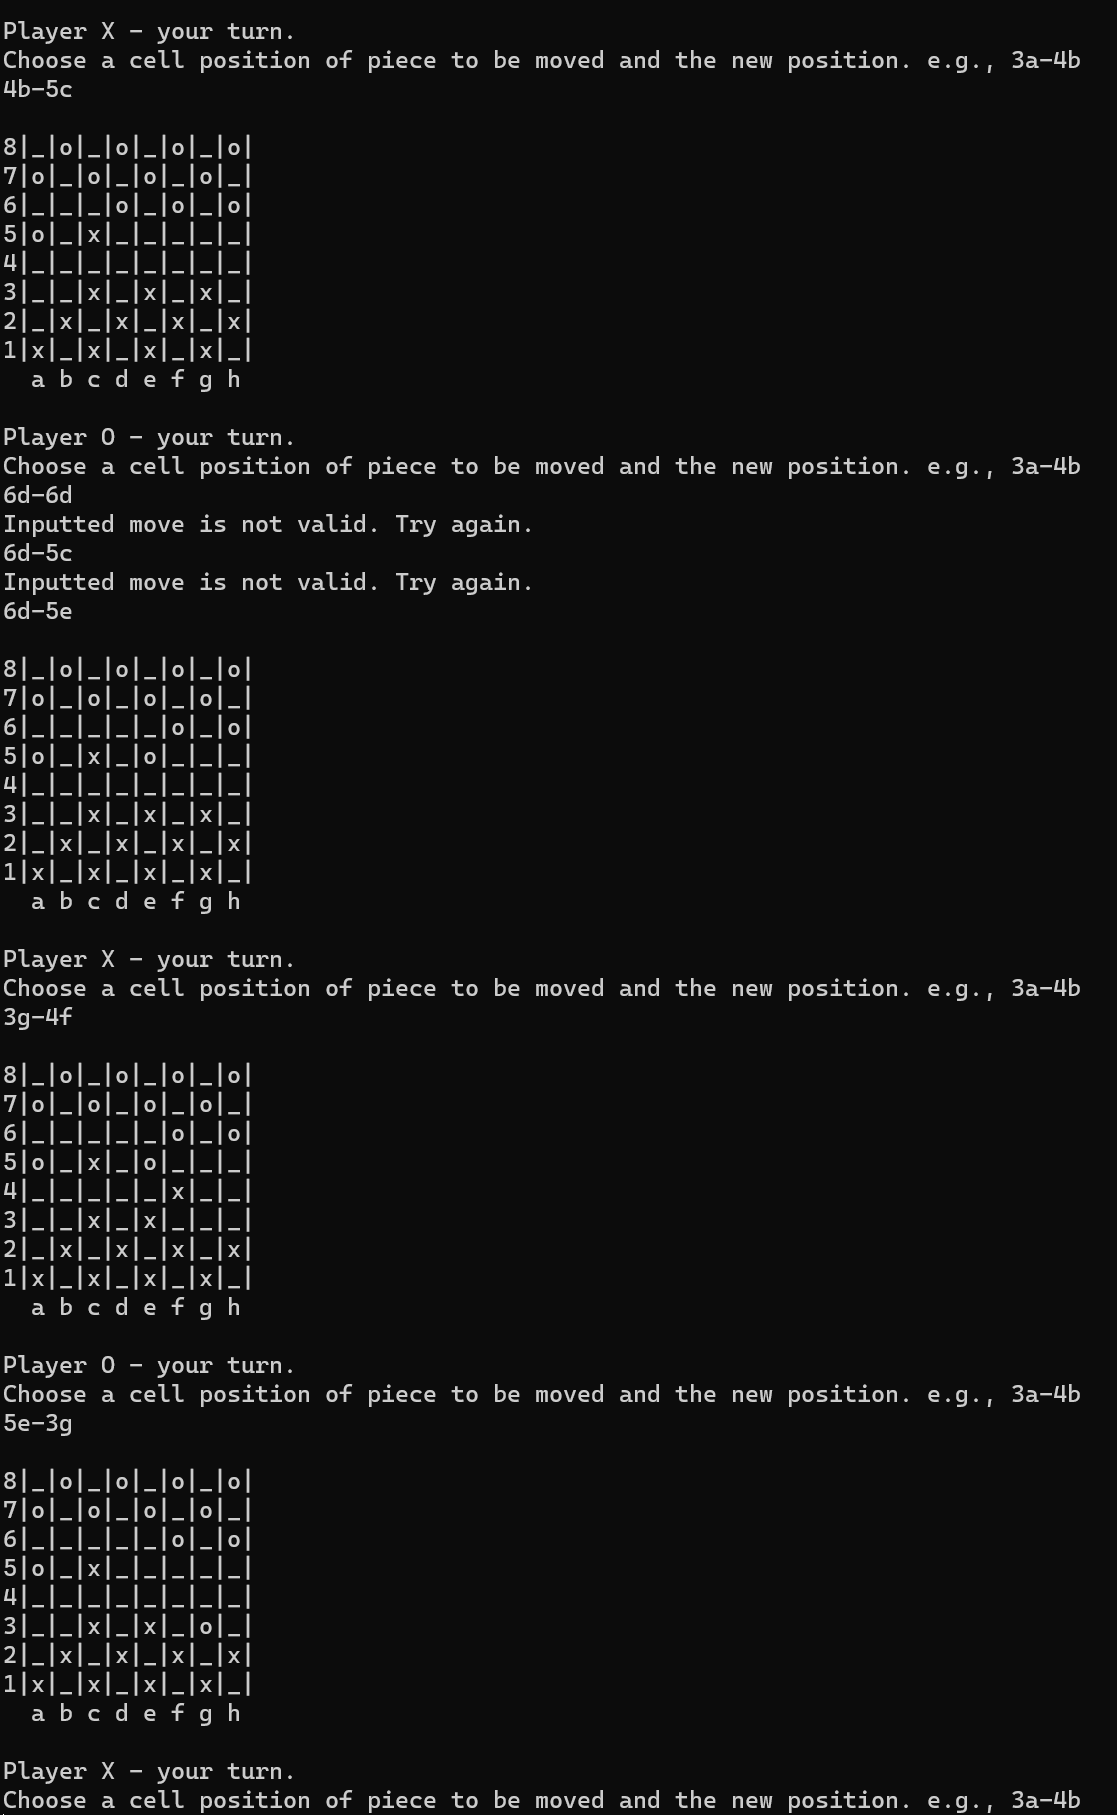 Player X - your turn.
Choose a cell position of piece to be moved and the new position. e.g., 3a-4b
4b-5c
8|_|o|_|o|_|o|_|o|
7|o|_|o|_|o|_|o|_|
6|_|_|_|o|_|o|_|o|
5|o|_|x|_|_|_|_|_|
4|_|_|_|_|_|_|_|_|
3|_|_|x|_|x|_|x|_|
2|_|x|_|x|_|x|_|x|
1|x|_|x|_|x|_|x|_|
a b c d e f g h
Player O - your turn.
Choose a cell position of piece to be moved and the new position. e.g., 3a-4b
6d-6d
Inputted move is not valid. Try again.
6d-5c
Inputted move is not valid. Try again.
6d-5e
8|_|o|_|o|_|o|_|o|
7|o|_|o|_|o|_|o|_|
6|_|_|_|_|_|o|_|o|
5|o|_|x|_|o|_|_|_|
4|_|_|_|_|_|_|_|_|
3|_|_|x|_|x|_|x|_|
2|_|x|_|x|_|x|_|x|
1|x|_|x|_|x|_|x|_|
a b c d e f g h
Player X - your turn.
Choose a cell position of piece to be moved and the new position. e.g., 3a-4b
3g-4f
8|_|o|_|o|_|o|_|o|
7|o|_|o|_|o|_|o|_|
6|_|_|_|_|_|o|_|o|
5|o|_|x|_|o|_|_|_|
4|_|_|_|_|_|x|_|_|
3|_|_|x|_|x|_|_|_|
2|_|x|_|x|_|x|_|x|
1|x|_|x|_|x|_|x|_|
a b c d e f g h
Player O - your turn.
Choose a cell position of piece to be moved and the new position. e.g., 3a-4b
5e-3g
8|_|o|_|o|_|o|_|o|
7|o|_|o|_|o|_|o|_|
6|_|_|_|_|_|o|_|o|
5|o|_|x|_|_|_|_|_|
4|_|_|_|_|_|_|_|_|
3|_|_|x|_|x|_|o|_|
2|_|x|_|x|_|x|_|x|
1|x|_|x|_|x|_|x|_|
a b c d e f g h
Player X - your turn.
Choose a cell position of piece to be moved and the new position. e.g., 3a-4b